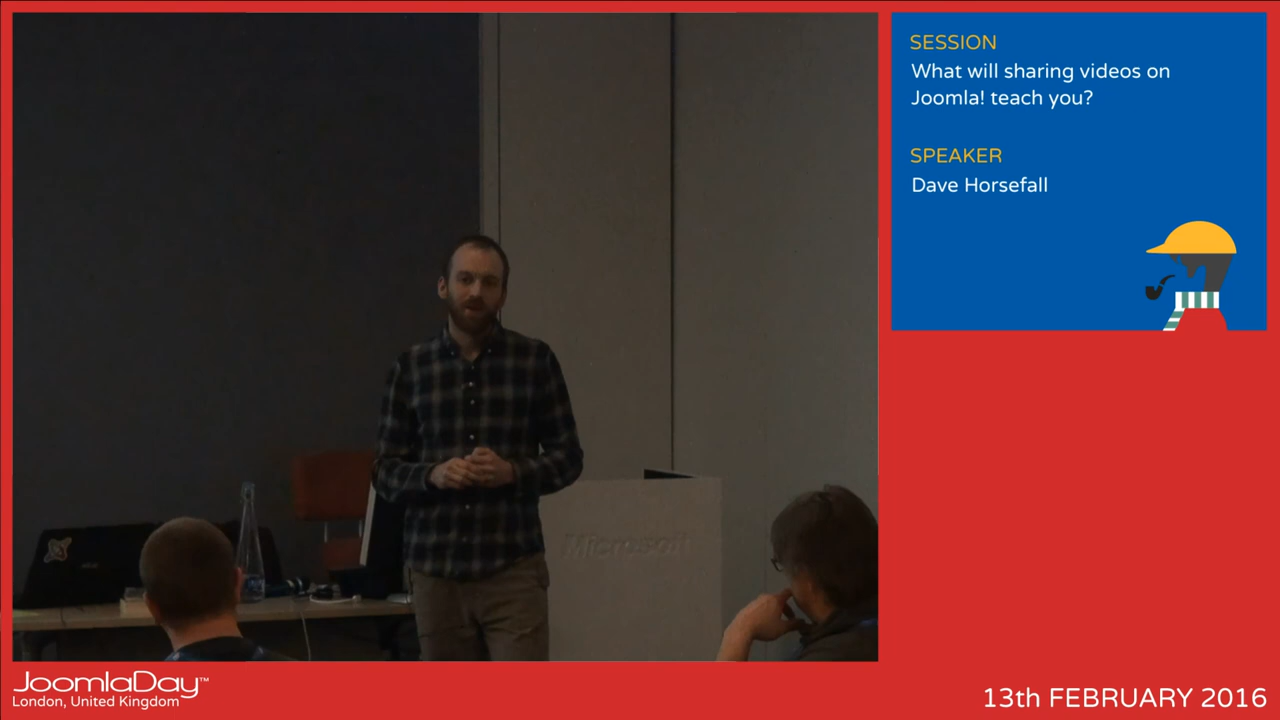 SESSION
What will sharing videos on
Joomla! teach you?
SPEAKER
Dave Horsefall
Microsoft
JoomlaDay™
London, United Kingdom
13th FEBRUARY 2016